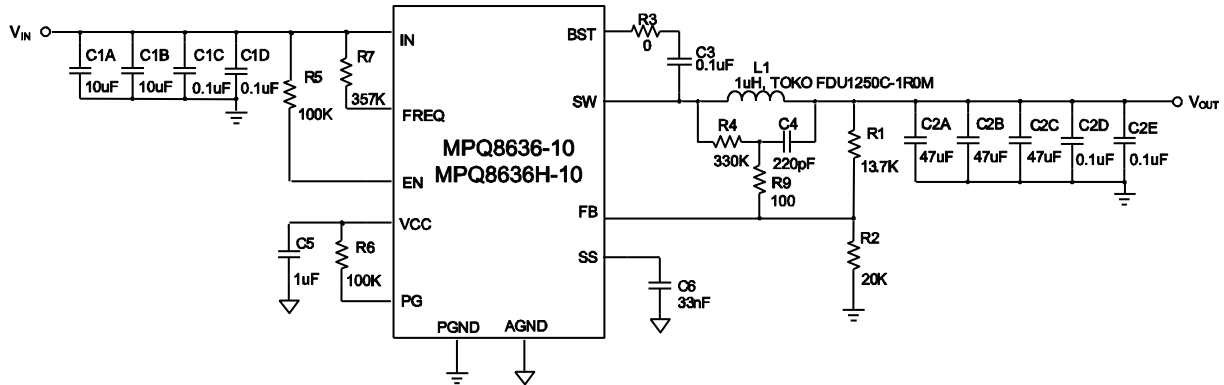 VIN
C1A
10uF
C1B
10uF
C1C
0.1uF
C1D
0.1uF
R5
100K
R7
357K
IN
FREQ
EN
VCC
PG
PGND
AGND
BST
SW
FB
SS
MPQ8636-10
MPQ8636H-10
C5
1uF
R6
100K
R3
0
C3
0.1uF
L1
1uH, TOKO FDU1250C-1R0M
R4
330K
C4
220pF
R9
100
R1
13.7K
R2
20K
C6
33nF
C2A
47uF
C2B
47uF
C2C
47uF
C2D
0.1uF
C2E
0.1uF
VOUT